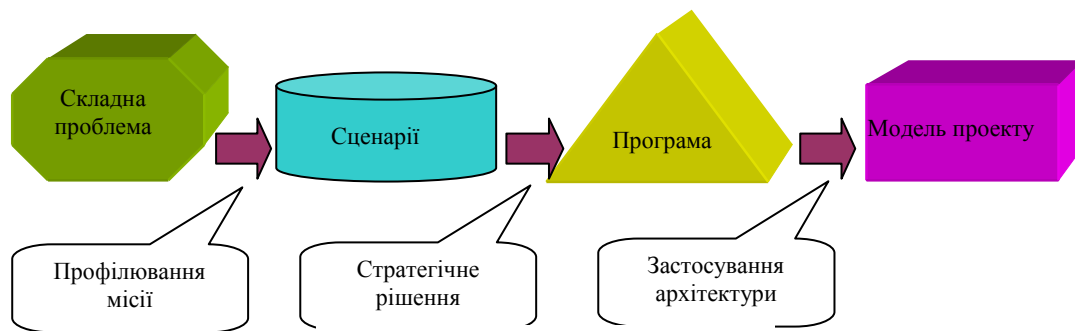 Складна
проблема
Сценарії
Програма
Модель проекту
Профілювання
місії
Стратегічне
рішення
Застосування
архітектури